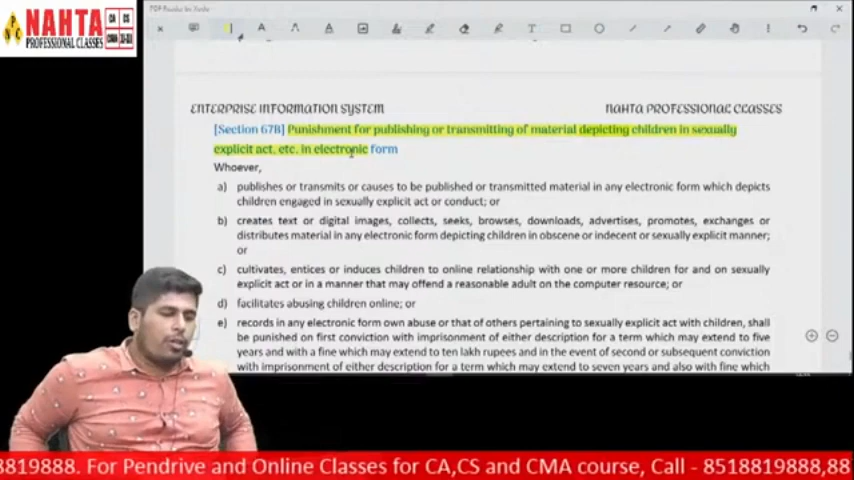 NAHTA
PROFESSIONAL CLASSES
CA CS
CMA XI-XII
PDF Reader by Xodo
ENTERPRISE INFORMATION SYSTEM
NAHTA PROFESSIONAL CLASSES
[Section 67B] Punishment for publishing or transmitting of material depicting children in sexually
explicit act, etc. in electronic form
Whoever,
a) publishes or transmits or causes to be published or transmitted material in any electronic form which depicts
children engaged in sexually explicit act or conduct; or
b) creates text or digital images, collects, seeks, browses, downloads, advertises, promotes, exchanges or
distributes material in any electronic form depicting children in obscene or indecent or sexually explicit manner;
or
c) cultivates, entices or induces children to online relationship with one or more children for and on sexually
explicit act or in a manner that may offend a reasonable adult on the computer resource; or
d) facilitates abusing children online; or
e) records in any electronic form own abuse or that of others pertaining to sexually explicit act with children, shall
be punished on first conviction with imprisonment of either description for a term which may extend to five
years and with a fine which may extend to ten lakh rupees and in the event of second or subsequent conviction
with imprisonment of either description for a term which may extend to seven years and also with fine which
8819888. For Pendrive and Online Classes for CA,CS and CMA course, Call - 8518819888,88